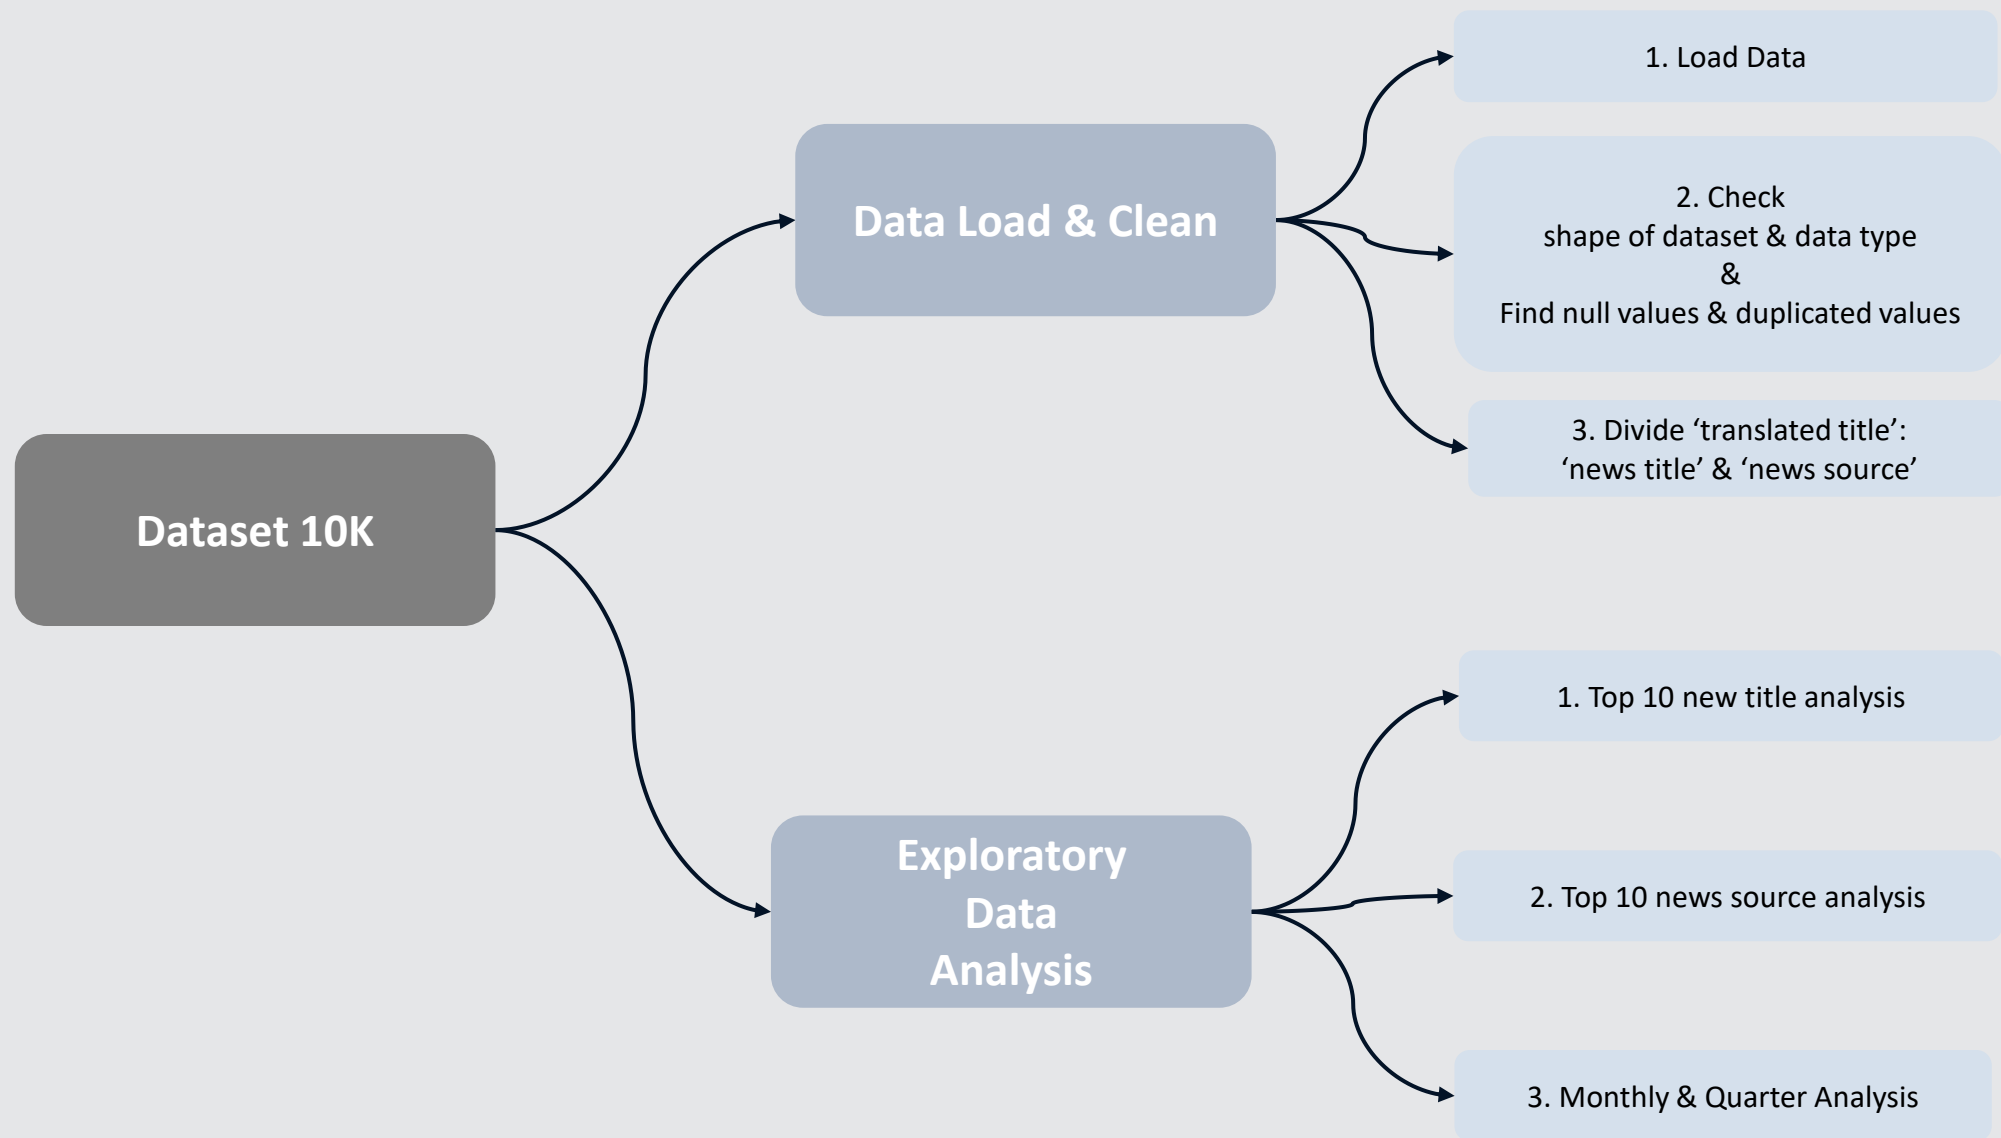 Dataset 10K
Data Load & Clean
1. Load Data
2. Check
shape of dataset & data type
&
Find null values & duplicated values
3. Divide ‘translated title’:
‘news title’ & ‘news source’
Exploratory
Data
Analysis
1. Top 10 new title analysis
2. Top 10 news source analysis
3. Monthly & Quarter Analysis